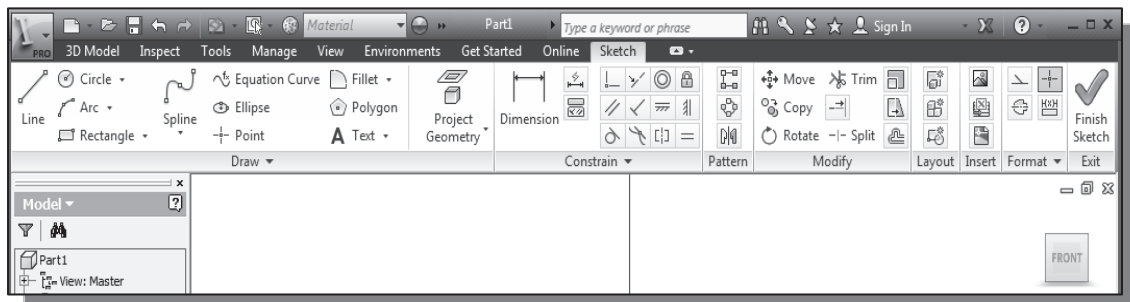 PRO Material Part1 Type a keyword or phrase Sign In
3D Model Inspect Tools Manage View Environments Get Started Online Sketch
Line Circle Arc Rectangle Spline Equation Curve Ellipse Point Fillet Polygon A Text Project Geometry Dimension Move Copy Rotate Trim Split Finish Sketch
Draw Constrain Pattern Modify Layout Insert Format Exit
Model
Part1
View: Master
FRONT